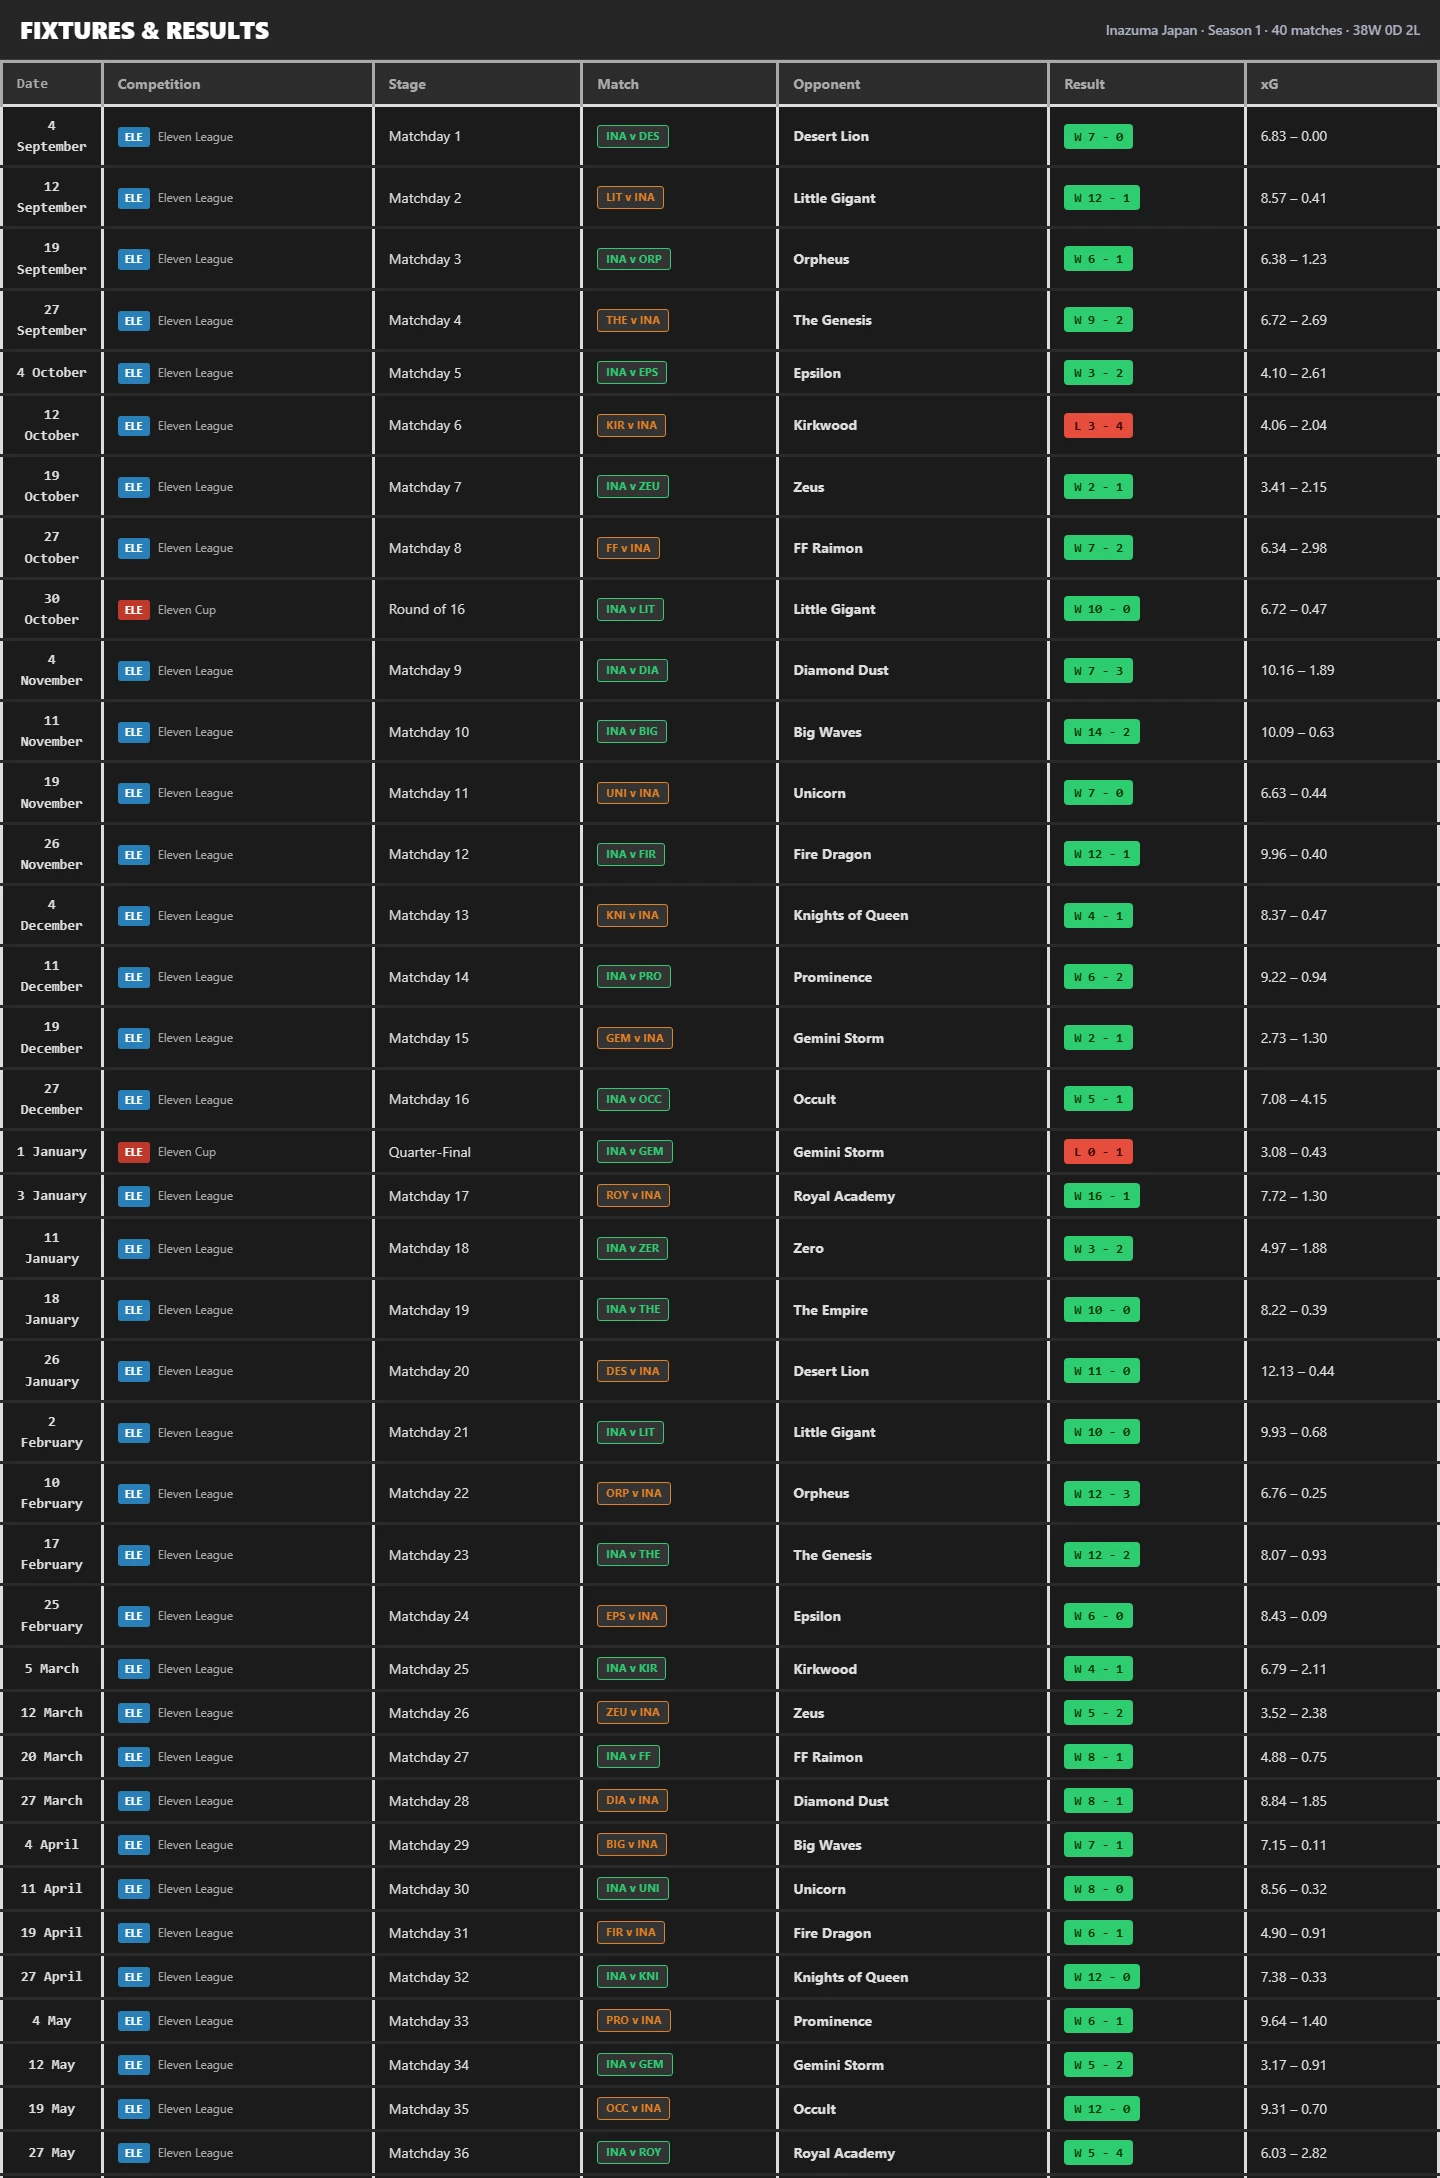 FIXTURES & RESULTS
Inazuma Japan · Season 1 · 40 matches · 38W 0D 2L
Date Competition Stage Match Opponent Result xG
4 September ELE Eleven League Matchday 1 INA v DES Desert Lion W 7 - 0 6.83 – 0.00
12 September ELE Eleven League Matchday 2 LIT v INA Little Gigant W 12 - 1 8.57 – 0.41
19 September ELE Eleven League Matchday 3 INA v ORP Orpheus W 6 - 1 6.38 – 1.23
27 September ELE Eleven League Matchday 4 THE v INA The Genesis W 9 - 2 6.72 – 2.69
4 October ELE Eleven League Matchday 5 INA v EPS Epsilon W 3 - 2 4.10 – 2.61
12 October ELE Eleven League Matchday 6 KIR v INA Kirkwood L 3 - 4 4.06 – 2.04
19 October ELE Eleven League Matchday 7 INA v ZEU Zeus W 2 - 1 3.41 – 2.15
27 October ELE Eleven League Matchday 8 FF v INA FF Raimon W 7 - 2 6.34 – 2.98
30 October ELE Eleven Cup Round of 16 INA v LIT Little Gigant W 10 - 0 6.72 – 0.47
4 November ELE Eleven League Matchday 9 INA v DIA Diamond Dust W 7 - 3 10.16 – 1.89
11 November ELE Eleven League Matchday 10 INA v BIG Big Waves W 14 - 2 10.09 – 0.63
19 November ELE Eleven League Matchday 11 UNI v INA Unicorn W 7 - 0 6.63 – 0.44
26 November ELE Eleven League Matchday 12 INA v FIR Fire Dragon W 12 - 1 9.96 – 0.40
4 December ELE Eleven League Matchday 13 KNI v INA Knights of Queen W 4 - 1 8.37 – 0.47
11 December ELE Eleven League Matchday 14 INA v PRO Prominence W 6 - 2 9.22 – 0.94
19 December ELE Eleven League Matchday 15 GEM v INA Gemini Storm W 2 - 1 2.73 – 1.30
27 December ELE Eleven League Matchday 16 INA v OCC Occult W 5 - 1 7.08 – 4.15
1 January ELE Eleven Cup Quarter-Final INA v GEM Gemini Storm L 0 - 1 3.08 – 0.43
3 January ELE Eleven League Matchday 17 ROY v INA Royal Academy W 16 - 1 7.72 – 1.30
11 January ELE Eleven League Matchday 18 INA v ZER Zero W 3 - 2 4.97 – 1.88
18 January ELE Eleven League Matchday 19 INA v THE The Empire W 10 - 0 8.22 – 0.39
26 January ELE Eleven League Matchday 20 DES v INA Desert Lion W 11 - 0 12.13 – 0.44
2 February ELE Eleven League Matchday 21 INA v LIT Little Gigant W 10 - 0 9.93 – 0.68
10 February ELE Eleven League Matchday 22 ORP v INA Orpheus W 12 - 3 6.76 – 0.25
17 February ELE Eleven League Matchday 23 INA v THE The Genesis W 12 - 2 8.07 – 0.93
25 February ELE Eleven League Matchday 24 EPS v INA Epsilon W 6 - 0 8.43 – 0.09
5 March ELE Eleven League Matchday 25 INA v KIR Kirkwood W 4 - 1 6.79 – 2.11
12 March ELE Eleven League Matchday 26 ZEU v INA Zeus W 5 - 2 3.52 – 2.38
20 March ELE Eleven League Matchday 27 INA v FF FF Raimon W 8 - 1 4.88 – 0.75
27 March ELE Eleven League Matchday 28 DIA v INA Diamond Dust W 8 - 1 8.84 – 1.85
4 April ELE Eleven League Matchday 29 BIG v INA Big Waves W 7 - 1 7.15 – 0.11
11 April ELE Eleven League Matchday 30 INA v UNI Unicorn W 8 - 0 8.56 – 0.32
19 April ELE Eleven League Matchday 31 FIR v INA Fire Dragon W 6 - 1 4.90 – 0.91
27 April ELE Eleven League Matchday 32 INA v KNI Knights of Queen W 12 - 0 7.38 – 0.33
4 May ELE Eleven League Matchday 33 PRO v INA Prominence W 6 - 1 9.64 – 1.40
12 May ELE Eleven League Matchday 34 INA v GEM Gemini Storm W 5 - 2 3.17 – 0.91
19 May ELE Eleven League Matchday 35 OCC v INA Occult W 12 - 0 9.31 – 0.70
27 May ELE Eleven League Matchday 36 INA v ROY Royal Academy W 5 - 4 6.03 – 2.82